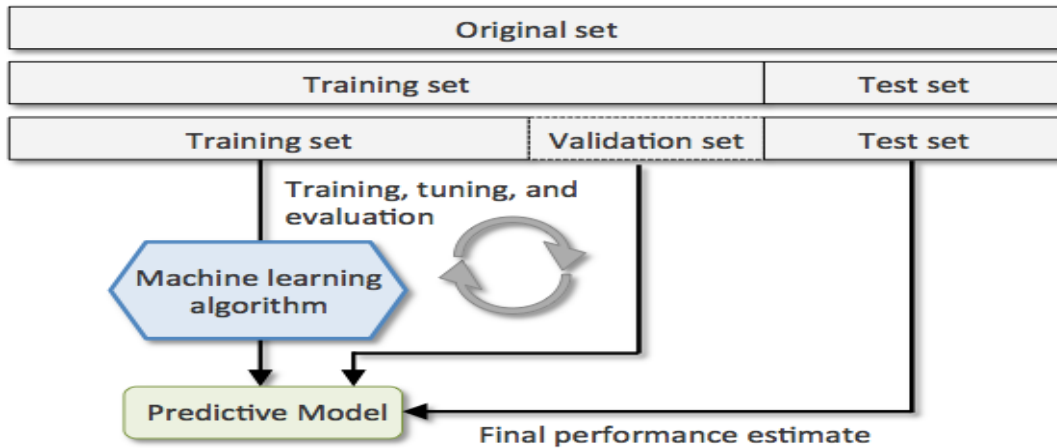 Original set
Training set
Test set
Training set
Validation set
Test set
Training, tuning, and
evaluation
Machine learning
algorithm
Predictive Model
Final performance estimate